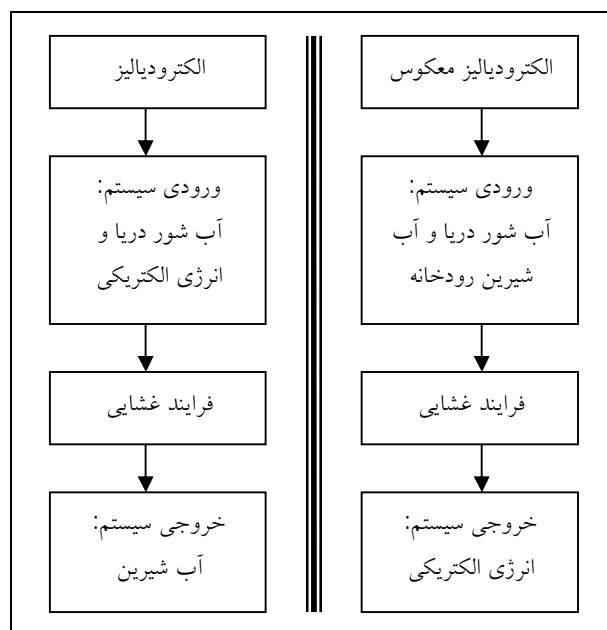 الکترودیالیز معکوس
ورودی سیستم:
آب شور دریا و آب
شیرین رودخانه
فرایند غشایی
خروجی سیستم:
انرژی الکتریکی
الکترودیالیز
ورودی سیستم:
آب شور دریا و
انرژی الکتریکی
فرایند غشایی
خروجی سیستم:
آب شیرین